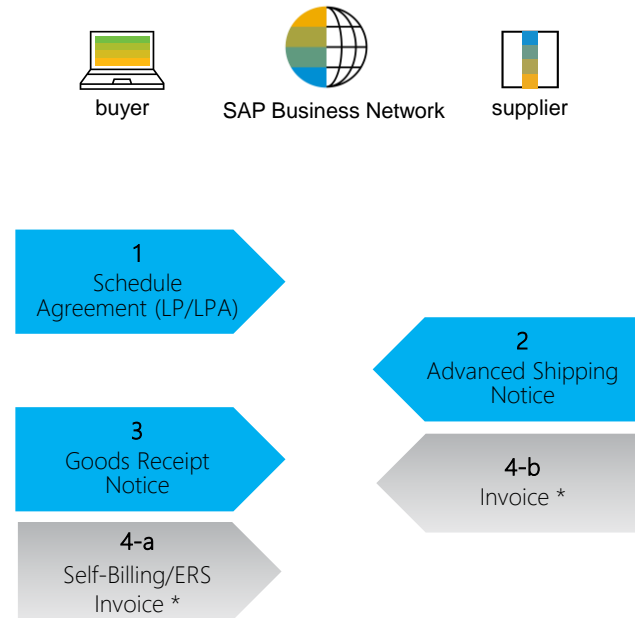 buyer
SAP Business Network
supplier
1
Schedule
Agreement (LP/LPA)
2
Advanced Shipping
Notice
3
Goods Receipt
Notice
4-b
Invoice *
4-a
Self-Billing/ERS
Invoice *